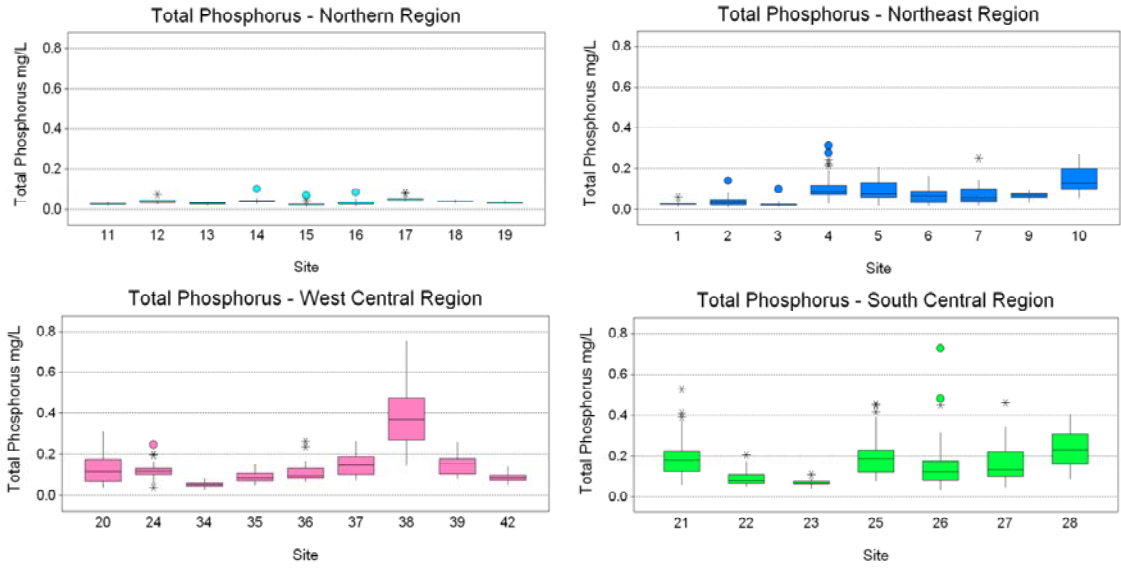 Total Phosphorus - Northern Region
Total Phosphorus mg/L
0.8
0.6
0.4
0.2
0.0
11 12 13 14 15 16 17 18 19
Site
Total Phosphorus - Northeast Region
Total Phosphorus mg/L
0.8
0.6
0.4
0.2
0.0
1 2 3 4 5 6 7 9 10
Site
Total Phosphorus - West Central Region
Total Phosphorus mg/L
0.8
0.6
0.4
0.2
0.0
20 24 34 35 36 37 38 39 42
Site
Total Phosphorus - South Central Region
Total Phosphorus mg/L
0.8
0.6
0.4
0.2
0.0
21 22 23 25 26 27 28
Site